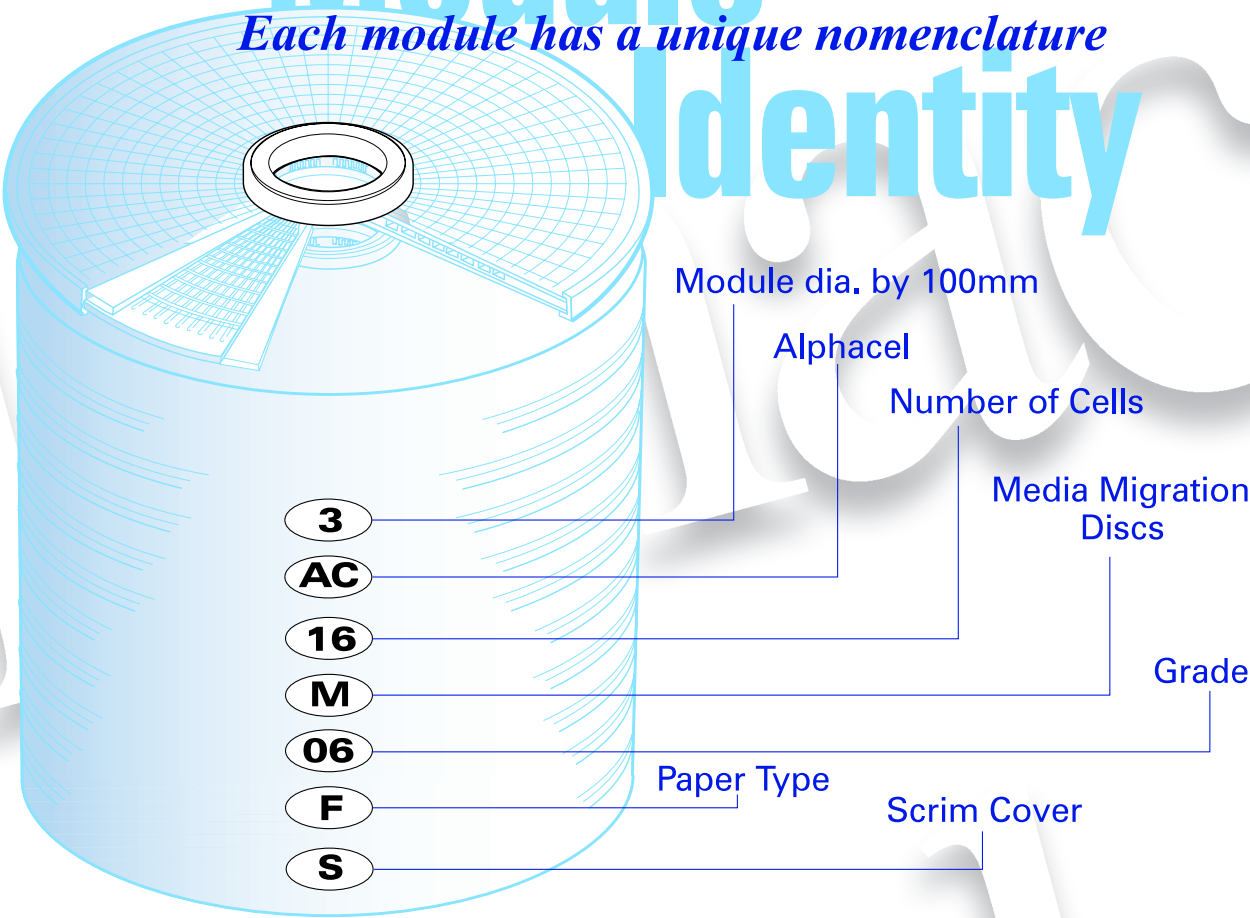 Module
Each module has a unique nomenclature
Identity
Module dia. by 100mm
Alphacel
Number of Cells
Media Migration
Discs
3
AC
16
M
Grade
06
Paper Type
F
Scrim Cover
S